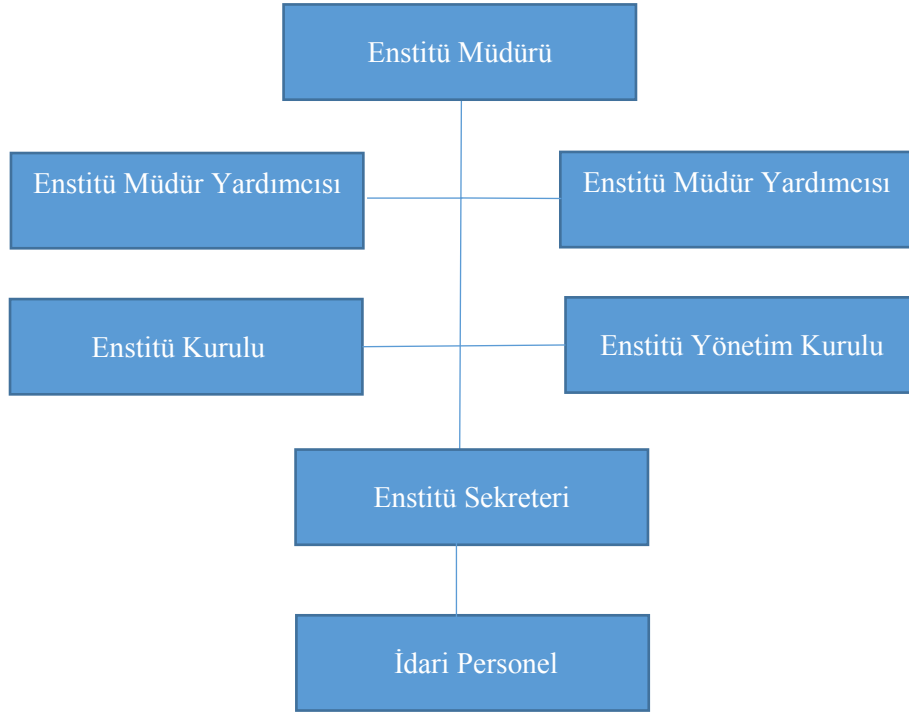 Enstitü Müdürü
Enstitü Müdür Yardımcısı
Enstitü Müdür Yardımcısı
Enstitü Kurulu
Enstitü Yönetim Kurulu
Enstitü Sekreteri
İdari Personel